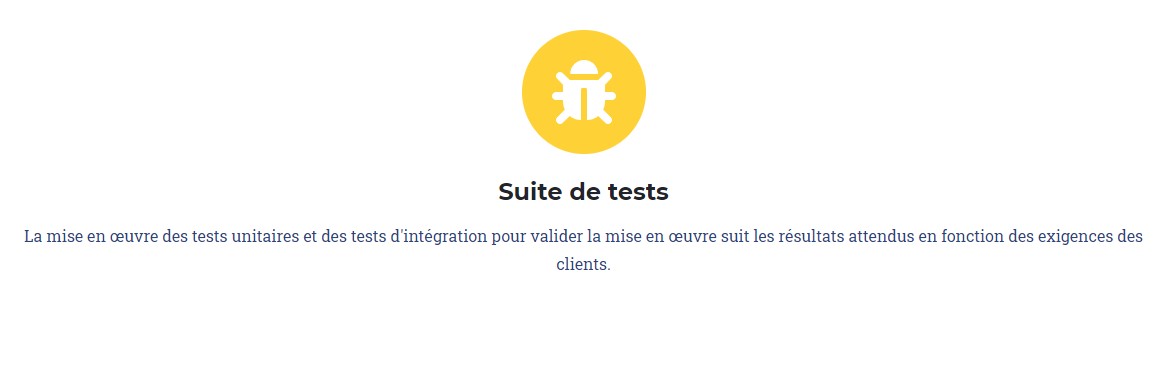 Suite de tests
La mise en œuvre des tests unitaires et des tests d'intégration pour valider la mise en œuvre suit les résultats attendus en fonction des exigences des
clients.